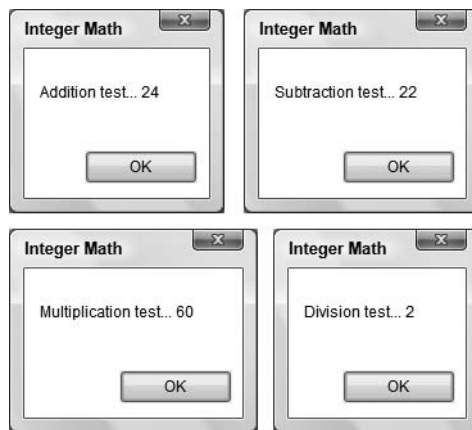 Integer Math
Addition test... 24
OK
Integer Math
Subtraction test... 22
OK
Integer Math
Multiplication test... 60
OK
Integer Math
Division test... 2
OK